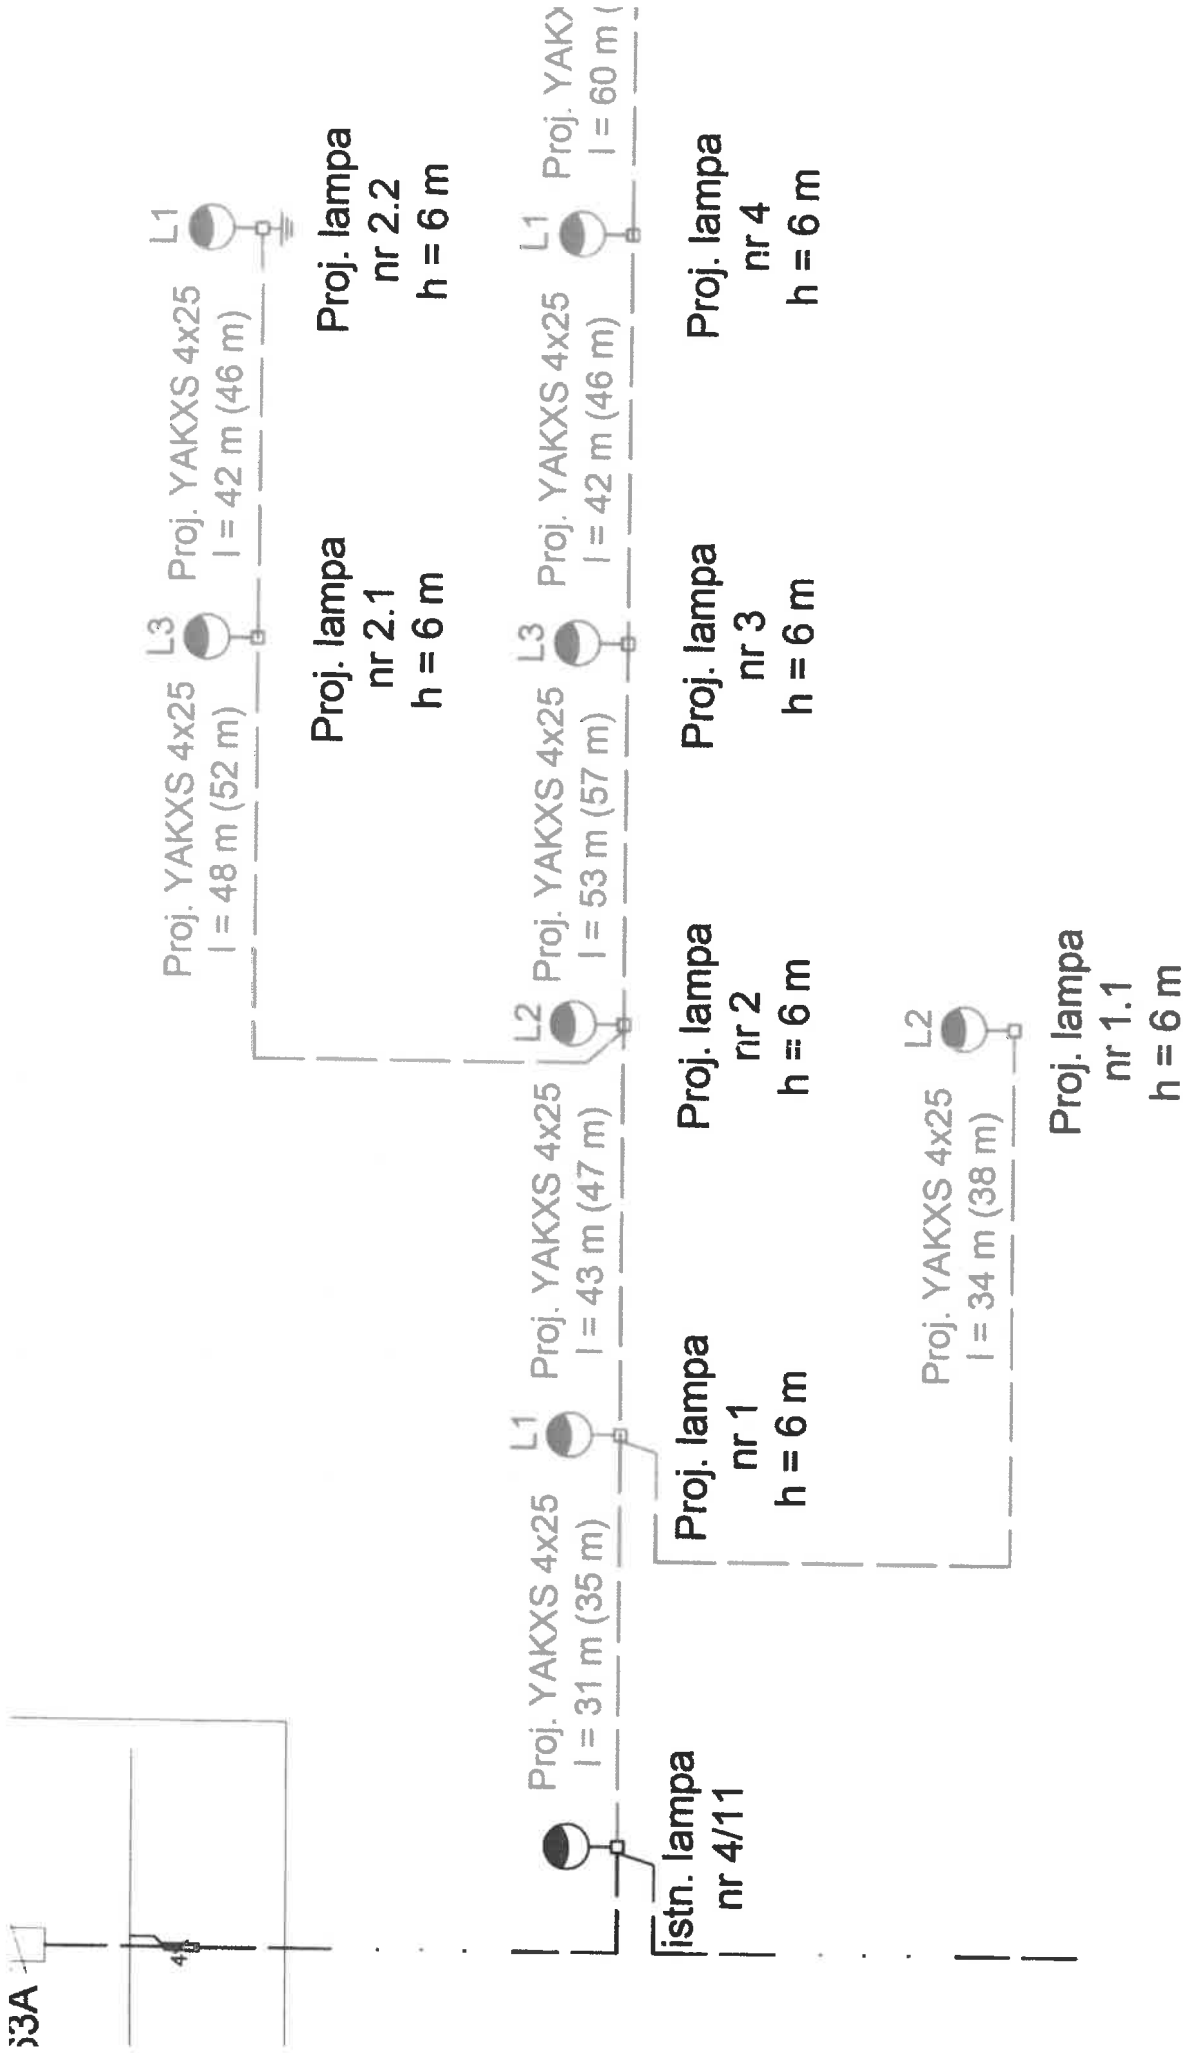 63A
4
istn. lampa
nr 4/11
Proj. YAKXS 4x25
l = 31 m (35 m)
L1
Proj. lampa
nr 1
h = 6 m
Proj. YAKXS 4x25
l = 43 m (47 m)
L2
Proj. lampa
nr 2
h = 6 m
Proj. YAKXS 4x25
l = 53 m (57 m)
L3
Proj. lampa
nr 3
h = 6 m
Proj. YAKXS 4x25
l = 42 m (46 m)
L1
Proj. lampa
nr 4
h = 6 m
Proj. YAKX
l = 60 m (
Proj. YAKXS 4x25
l = 48 m (52 m)
L3
Proj. lampa
nr 2.1
h = 6 m
Proj. YAKXS 4x25
l = 42 m (46 m)
L1
Proj. lampa
nr 2.2
h = 6 m
Proj. YAKXS 4x25
l = 34 m (38 m)
L2
Proj. lampa
nr 1.1
h = 6 m